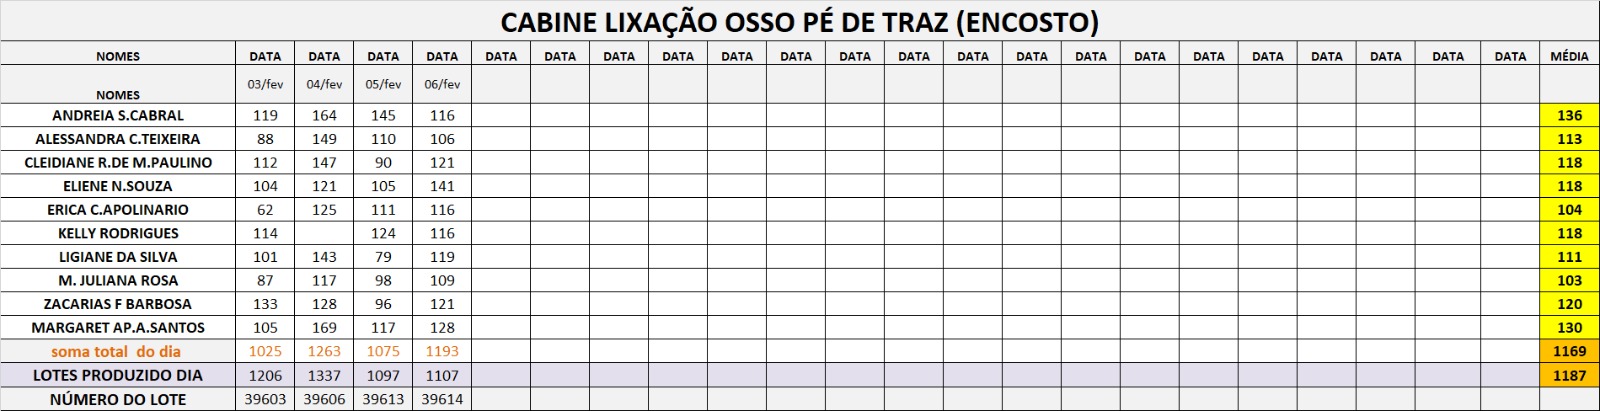 CABINE LIXAÇÃO OSSO PÉ DE TRAZ (ENCOSTO)
NOMES DATA DATA DATA DATA DATA DATA DATA DATA DATA DATA DATA DATA DATA DATA DATA DATA DATA DATA DATA DATA DATA DATA MÉDIA
NOMES 03/fev 04/fev 05/fev 06/fev
ANDREIA S.CABRAL 119 164 145 116 136
ALESSANDRA C.TEIXEIRA 88 149 110 106 113
CLEIDIANE R.DE M.PAULINO 112 147 90 121 118
ELIENE N.SOUZA 104 121 105 141 118
ERICA C.APOLINARIO 62 125 111 116 104
KELLY RODRIGUES 114 124 116 118
LIGIANE DA SILVA 101 143 79 119 111
M. JULIANA ROSA 87 117 98 109 103
ZACARIAS F BARBOSA 133 128 96 121 120
MARGARET AP.A.SANTOS 105 169 117 128 130
soma total do dia 1025 1263 1075 1193 1169
LOTES PRODUZIDO DIA 1206 1337 1097 1107 1187
NÚMERO DO LOTE 39603 39606 39613 39614